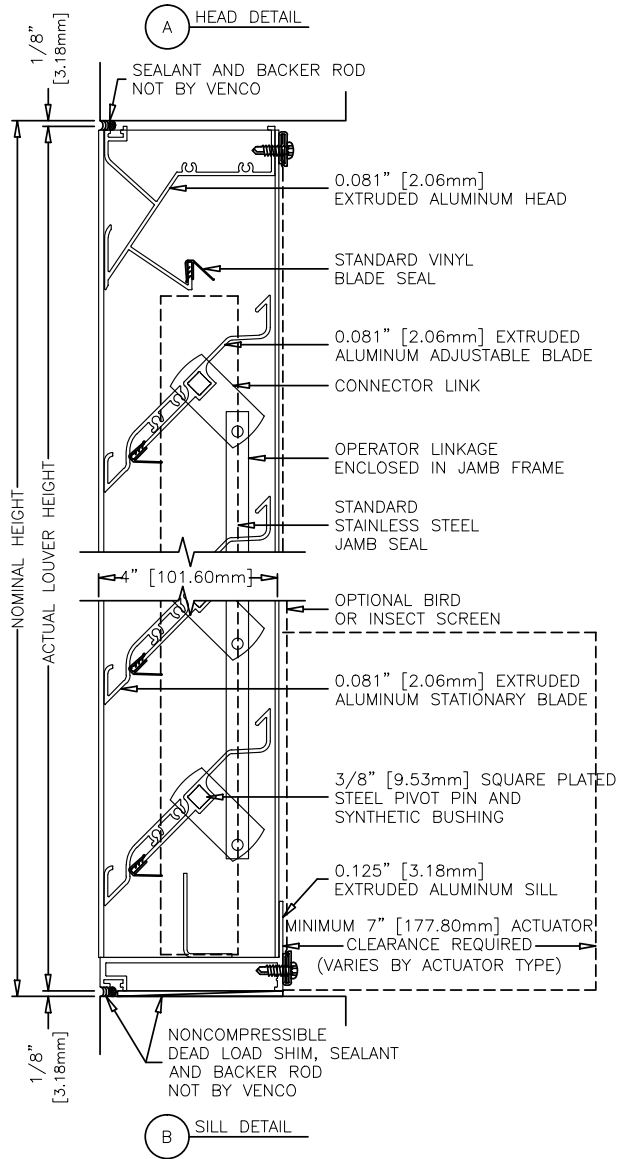 A HEAD DETAIL
1/8”
[3.18mm]
SEALANT AND BACKER ROD
NOT BY VENCO
0.081” [2.06mm]
EXTRUDED ALUMINUM HEAD
STANDARD VINYL
BLADE SEAL
0.081” [2.06mm] EXTRUDED
ALUMINUM ADJUSTABLE BLADE
CONNECTOR LINK
OPERATOR LINKAGE
ENCLOSED IN JAMB FRAME
STANDARD
STAINLESS STEEL
JAMB SEAL
NOMINAL HEIGHT
ACTUAL LOUVER HEIGHT
4” [101.60mm]
OPTIONAL BIRD
OR INSECT SCREEN
0.081” [2.06mm] EXTRUDED
ALUMINUM STATIONARY BLADE
3/8” [9.53mm] SQUARE PLATED
STEEL PIVOT PIN AND
SYNTHETIC BUSHING
0.125” [3.18mm]
EXTRUDED ALUMINUM SILL
MINIMUM 7” [177.80mm] ACTUATOR
CLEARANCE REQUIRED
(VARIES BY ACTUATOR TYPE)
1/8”
[3.18mm]
NONCOMPRESSIBLE
DEAD LOAD SHIM, SEALANT
AND BACKER ROD
NOT BY VENCO
B SILL DETAIL